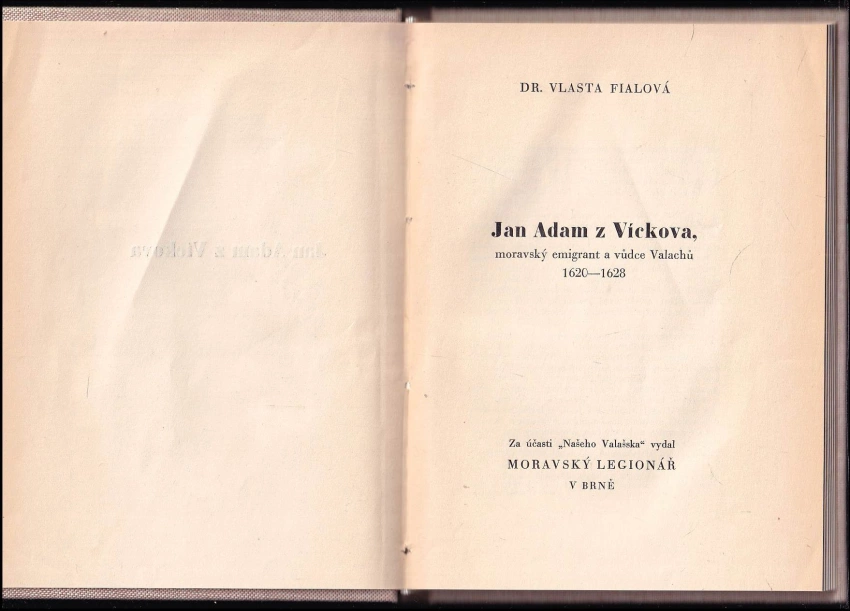 DR. VLASTA FIALOVÁ
Jan Adam z Víckova,
moravský emigrant a vůdce Valachů
1620—1628
Za účasti „Našeho Valašska“ vydal
MORAVSKÝ LEGIONÁŘ
V BRNĚ